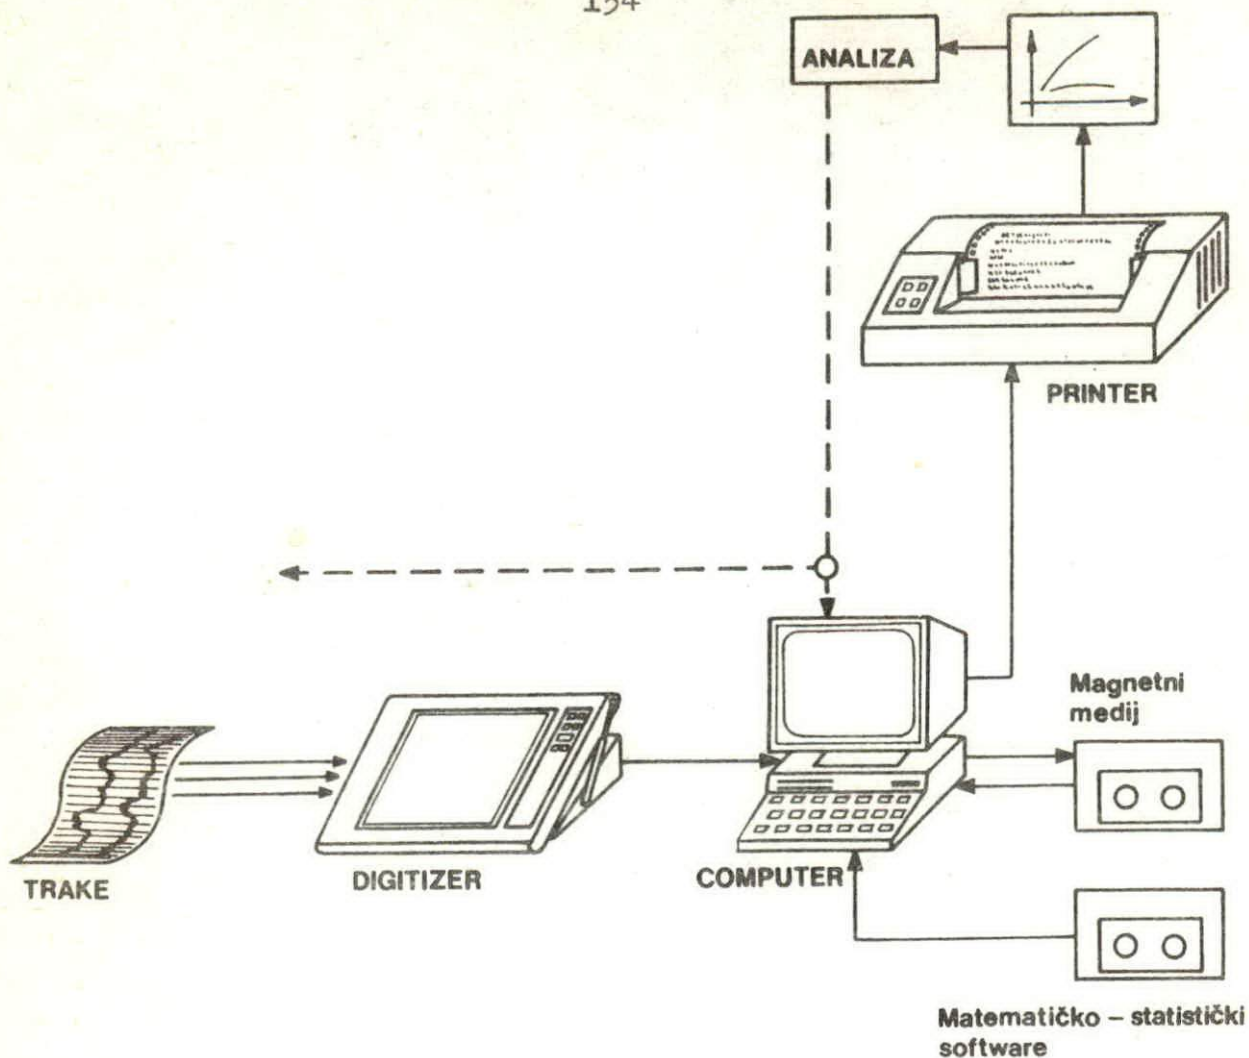 ANALIZA
PRINTER
Magnetni
medij
TRAKE
DIGITIZER
COMPUTER
Matematičko – statistički
software